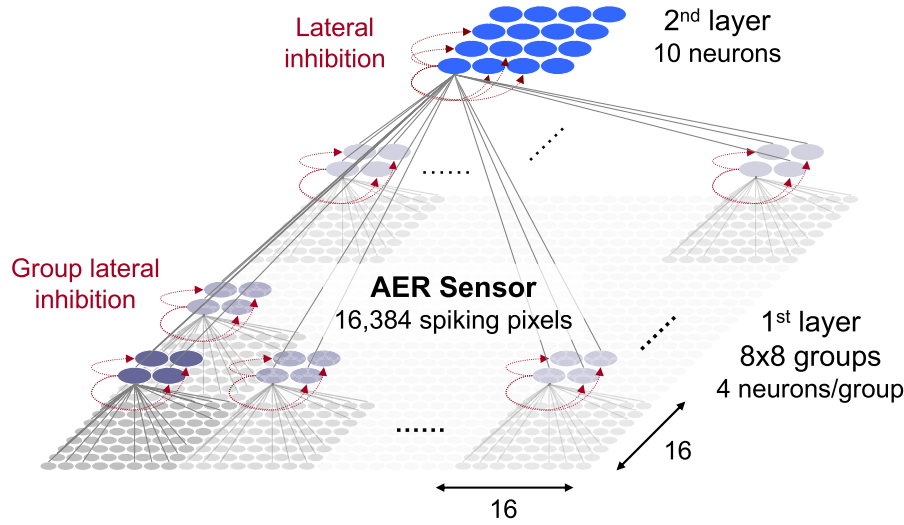 Lateral
inhibition
2nd layer
10 neurons
Group lateral
inhibition
AER Sensor
16,384 spiking pixels
1st layer
8x8 groups
4 neurons/group
16
16